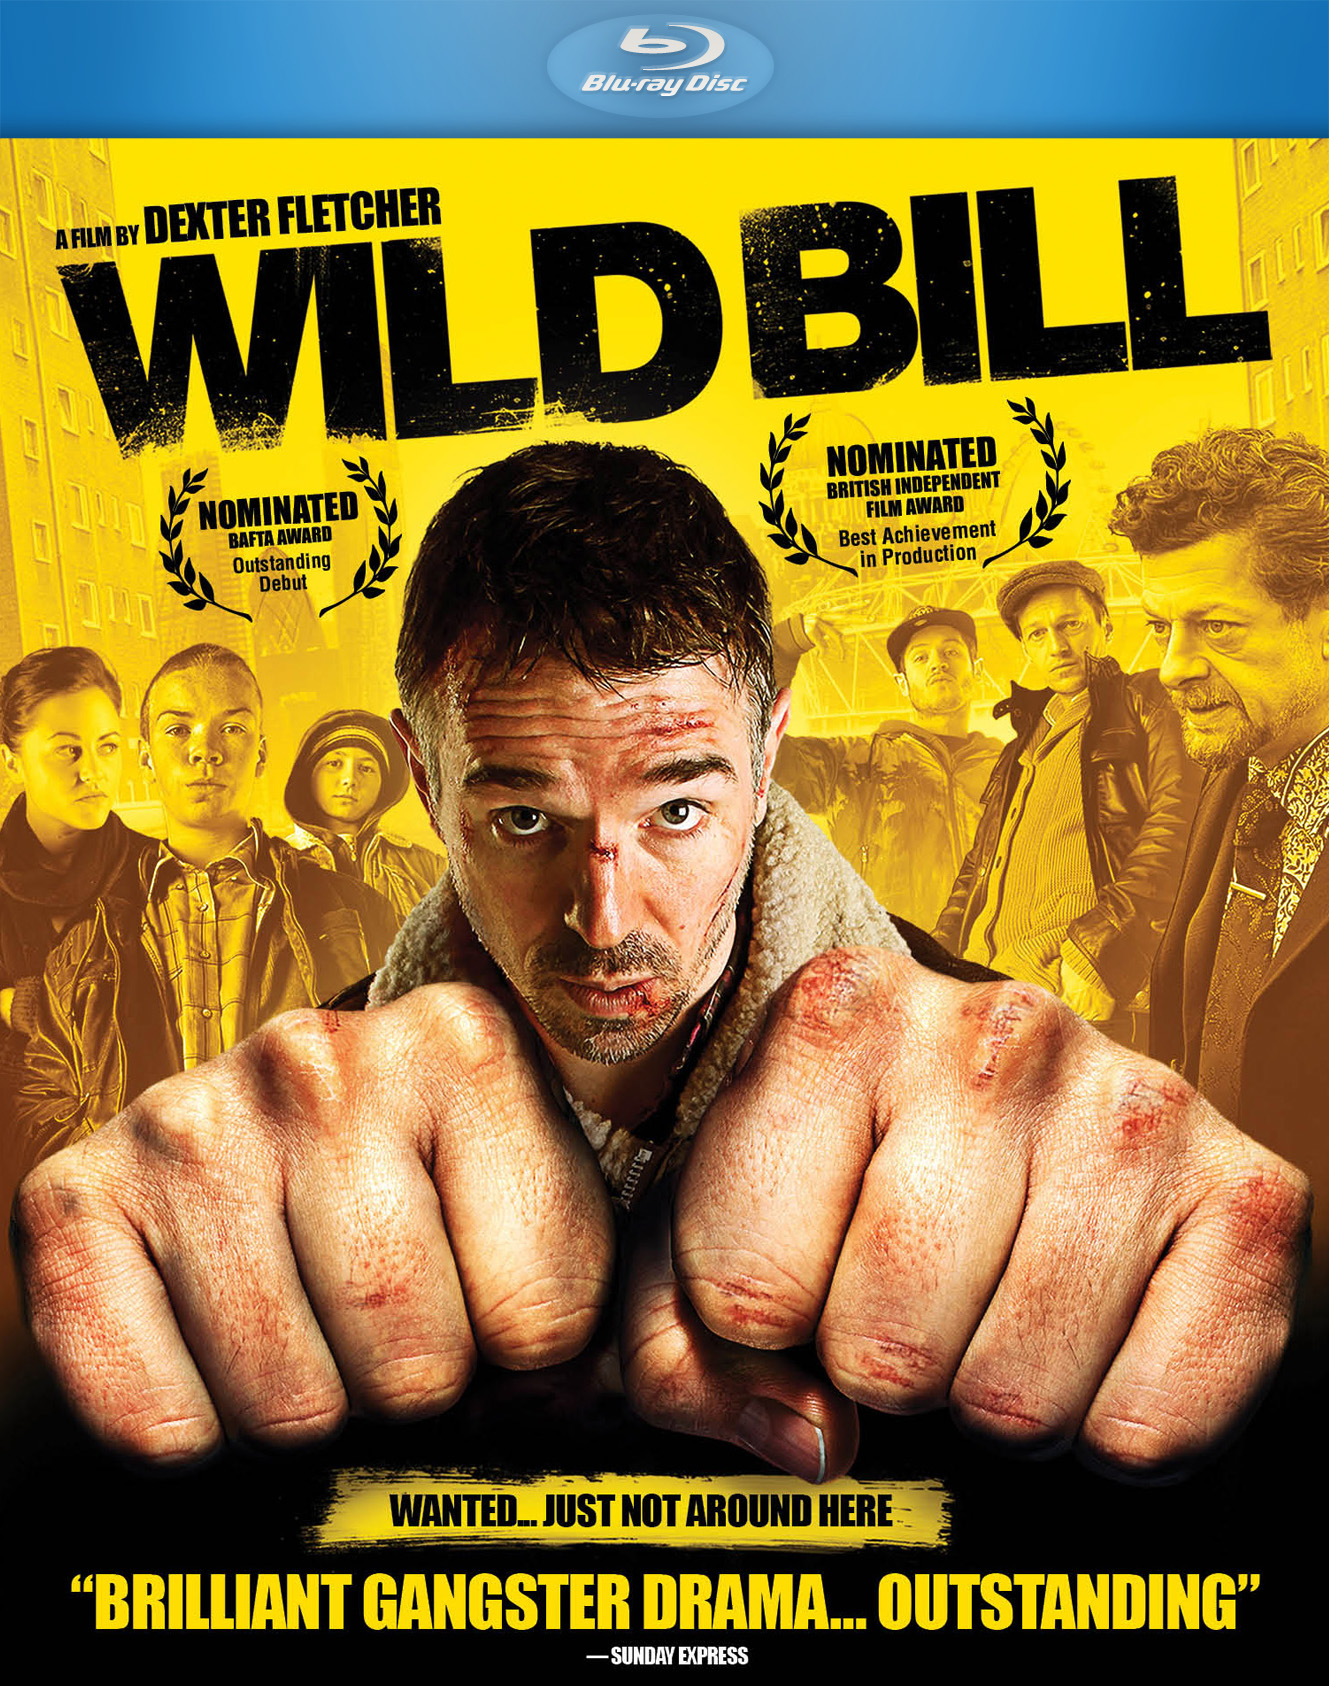 Blu-ray Disc
A FILM BY DEXTER FLETCHER
WILD BILL
NOMINATED
BAFTA AWARD
Outstanding
Debut
NOMINATED
BRITISH INDEPENDENT
FILM AWARD
Best Achievement
in Production
WANTED... JUST NOT AROUND HERE
“BRILLIANT GANGSTER DRAMA... OUTSTANDING”
—SUNDAY EXPRESS